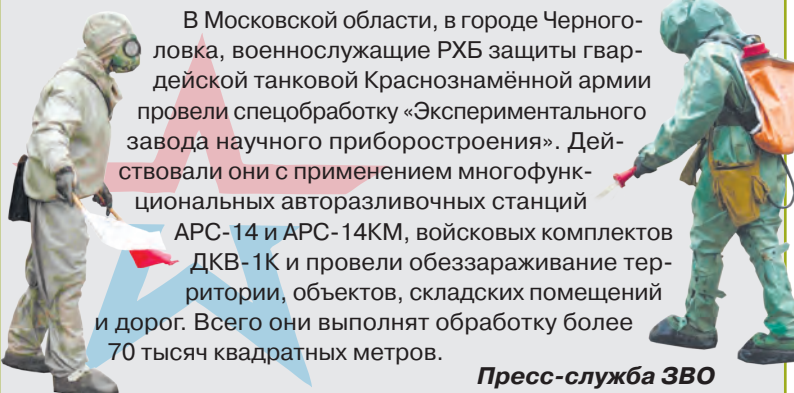 В Московской области, в городе Черного-
ловка, военнослужащие РХБ защиты гвар-
дейской танковой Краснознамённой армии
провели спецобработку «Экспериментального
завода научного приборостроения». Дей-
ствовали они с применением многофунк-
циональных авторазливочных станций
АРС-14 и АРС-14КМ, войсковых комплектов
ДКВ-1К и провели обеззараживание тер-
ритории, объектов, складских помещений
и дорог. Всего они выполнят обработку более
70 тысяч квадратных метров.
Пресс-служба ЗВО